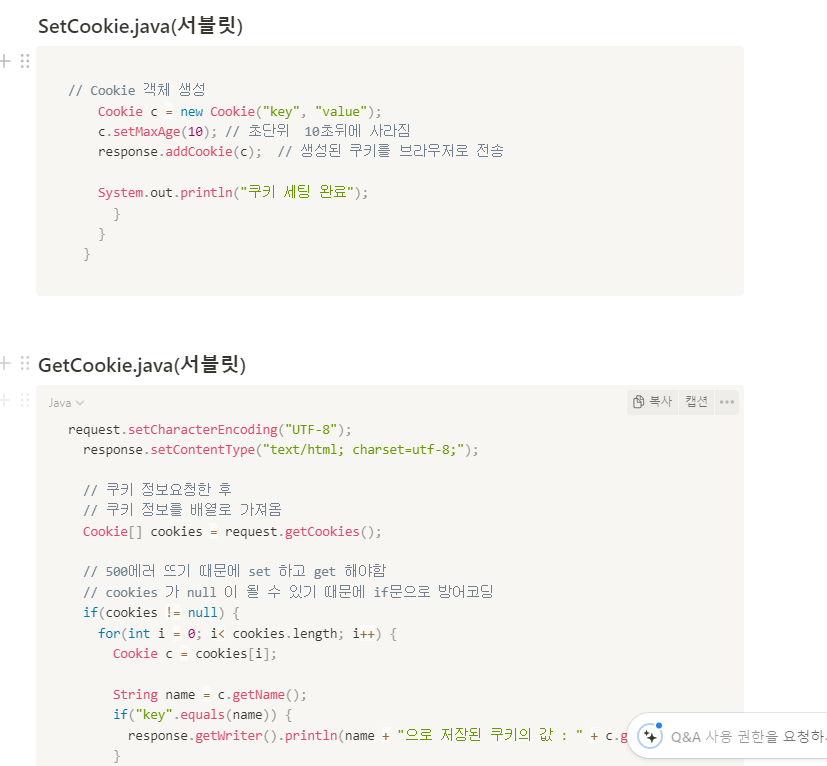 SetCookie.java(서블릿)
// Cookie 객체 생성
Cookie c = new Cookie("key", "value");
c.setMaxAge(10); // 초단위  10초뒤에 사라짐
response.addCookie(c);  // 생성된 쿠키를 브라우저로 전송
System.out.println("쿠키 세팅 완료");
}
}
}
GetCookie.java(서블릿)
Java
복사 캡션
request.setCharacterEncoding("UTF-8");
response.setContentType("text/html; charset=utf-8;");
// 쿠키 정보요청한 후
// 쿠키 정보를 배열로 가져옴
Cookie[] cookies = request.getCookies();
// 500에러 뜨기 때문에 set 하고 get 해야함
// cookies 가 null 이 될 수 있기 때문에 if문으로 방어코딩
if(cookies != null) {
for(int i = 0; i< cookies.length; i++) {
Cookie c = cookies[i];
String name = c.getName();
if("key".equals(name)) {
response.getWriter().println(name + "으로 저장된 쿠키의 값 : " + c.g
}
Q&A 사용 권한을 요청하